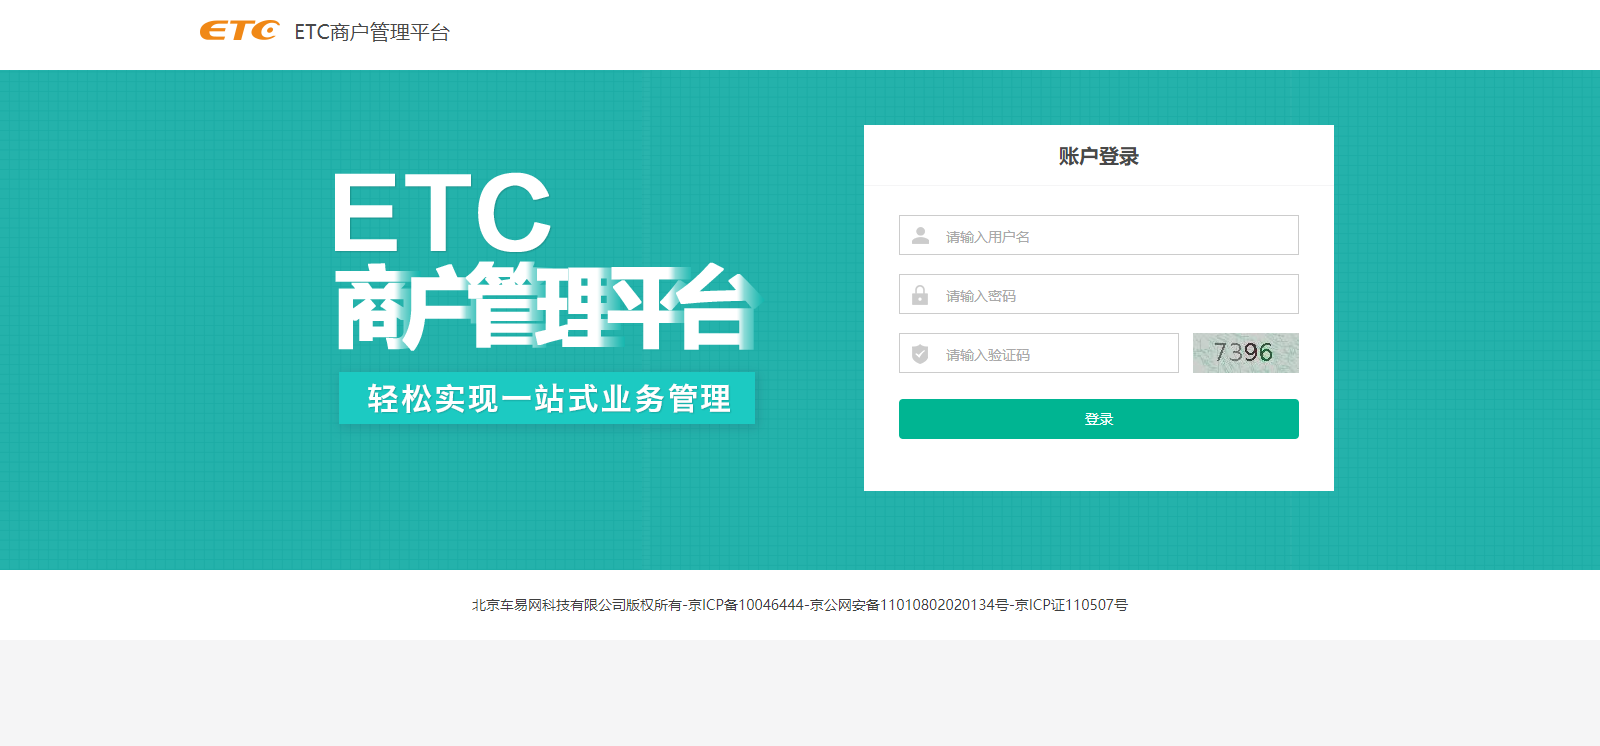 ETC ETC商户管理平台
ETC
商户管理平台
轻松实现一站式业务管理
账户登录
请输入用户名
请输入密码
请输入验证码 7396
登录
北京车易网科技有限公司版权所有-京ICP备10046444-京公网安备11010802020134号-京ICP证110507号